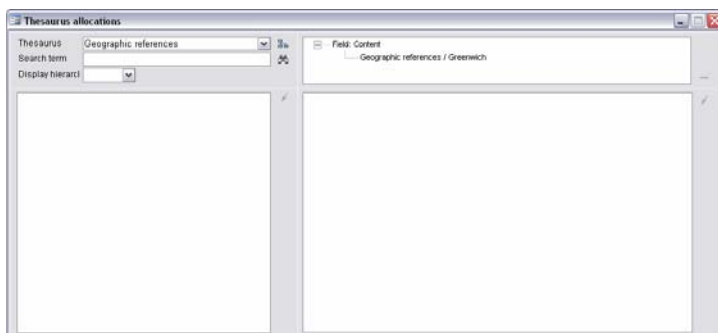 Thesaurus allocations
Thesaurus Geographic references
Search term
Display hierarcl
Field: Content
Geographic references / Greenwich